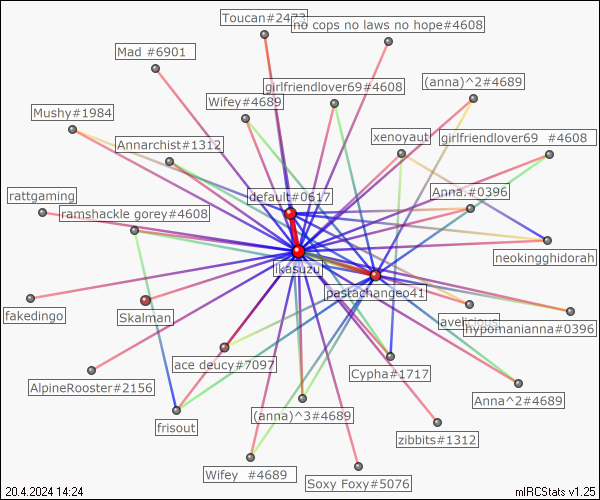 Toucan#2473
no cops no laws no hope#4608
Mad #6901
(anna)^2#4689
girlfriendlover69#4608
Wifey#4689
Mushy#1984
xenoyaut
girlfriendlover69 #4608
Annarchist#1312
rattgaming
default#0617
Anna.#0396
ramshackle gorey#4608
neokingghidorah
ikasuzu
pastachangeo41
fakedingo
Skalman
hypomanianna#0396
ace deucy#7097
Cypha#1717
AlpineRooster#2156
Anna^2#4689
(anna)^3#4689
frisout
zibbits#1312
Wifey #4689
Soxy Foxy#5076
20.4.2024 14:24
mIRCStats v1.25